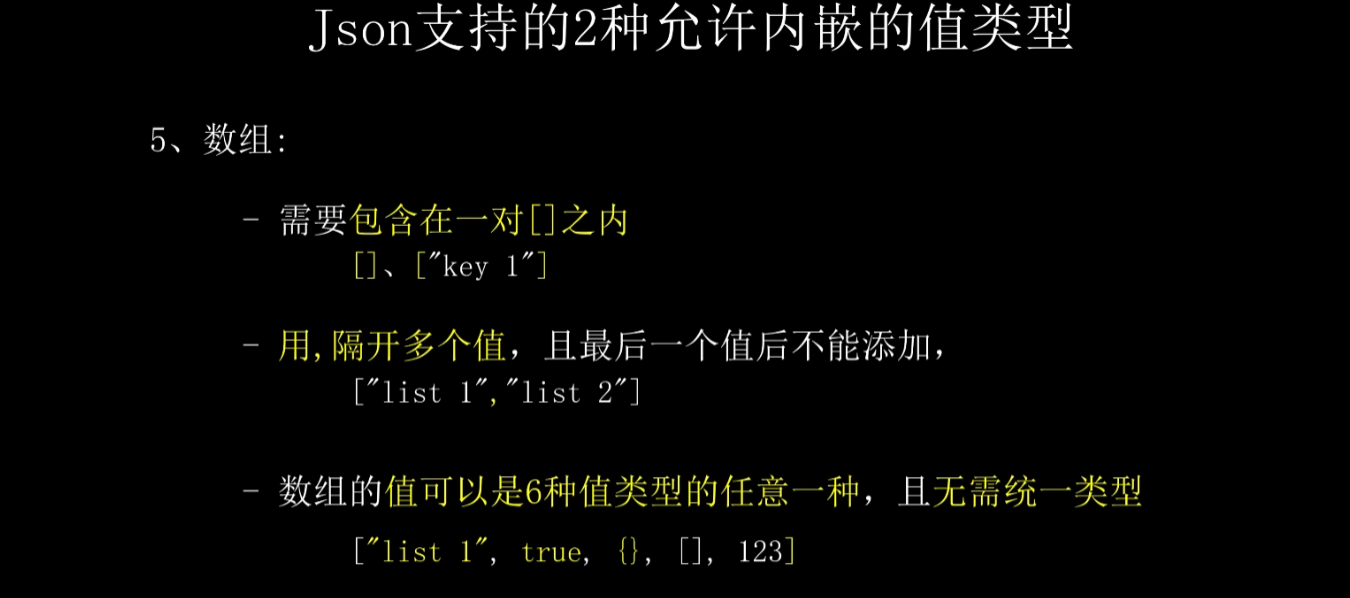 Json支持的2种允许内嵌的值类型
5、数组:
- 需要包含在一对[]之内
[]、["key 1"]
- 用,隔开多个值，且最后一个值后不能添加，
["list 1","list 2"]
- 数组的值可以是6种值类型的任意一种，且无需统一类型
["list 1", true, {}, [], 123]